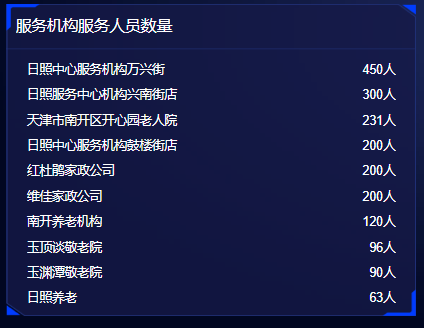 服务机构服务人员数量
日照中心服务机构万兴街 450人
日照服务中心机构兴南街店 300人
天津市南开区开心园老人院 231人
日照中心服务机构鼓楼街店 200人
红杜鹃家政公司 200人
维佳家政公司 200人
南开养老机构 120人
玉顶谈敬老院 96人
玉渊潭敬老院 90人
日照养老 63人